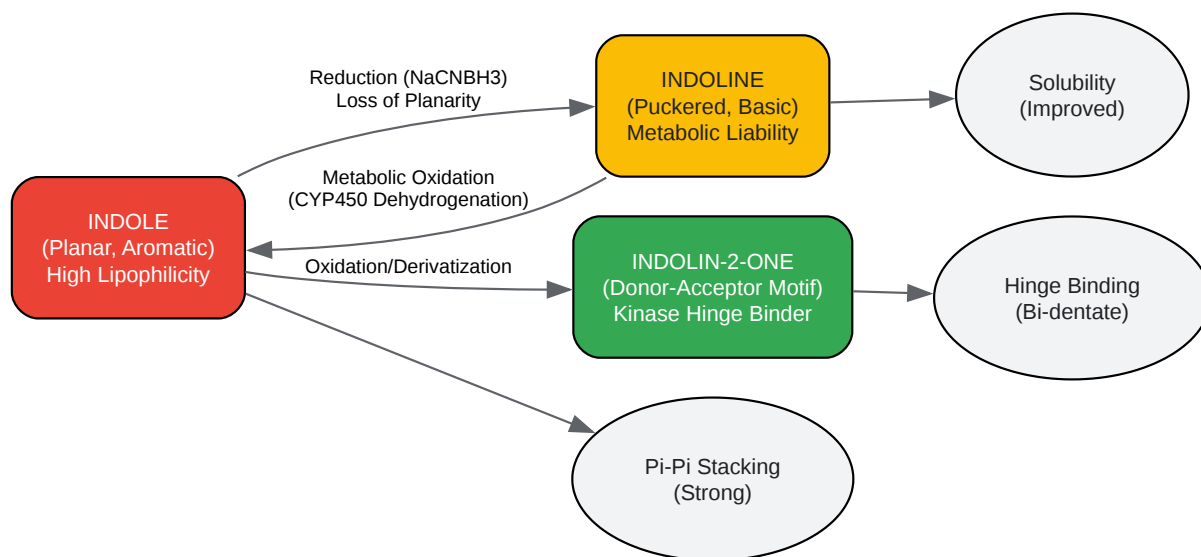 Reduction (NaCNBH3)
Loss of Planarity
INDOLINE
(Puckered, Basic)
Metabolic Liability
Solubility
(Improved)
Metabolic Oxidation
(CYP450 Dehydrogenation)
INDOLE
(Planar, Aromatic)
High Lipophilicity
Oxidation/Derivatization
INDOLIN-2-ONE
(Donor-Acceptor Motif)
Kinase Hinge Binder
Hinge Binding
(Bi-dentate)
Pi-Pi Stacking
(Strong)